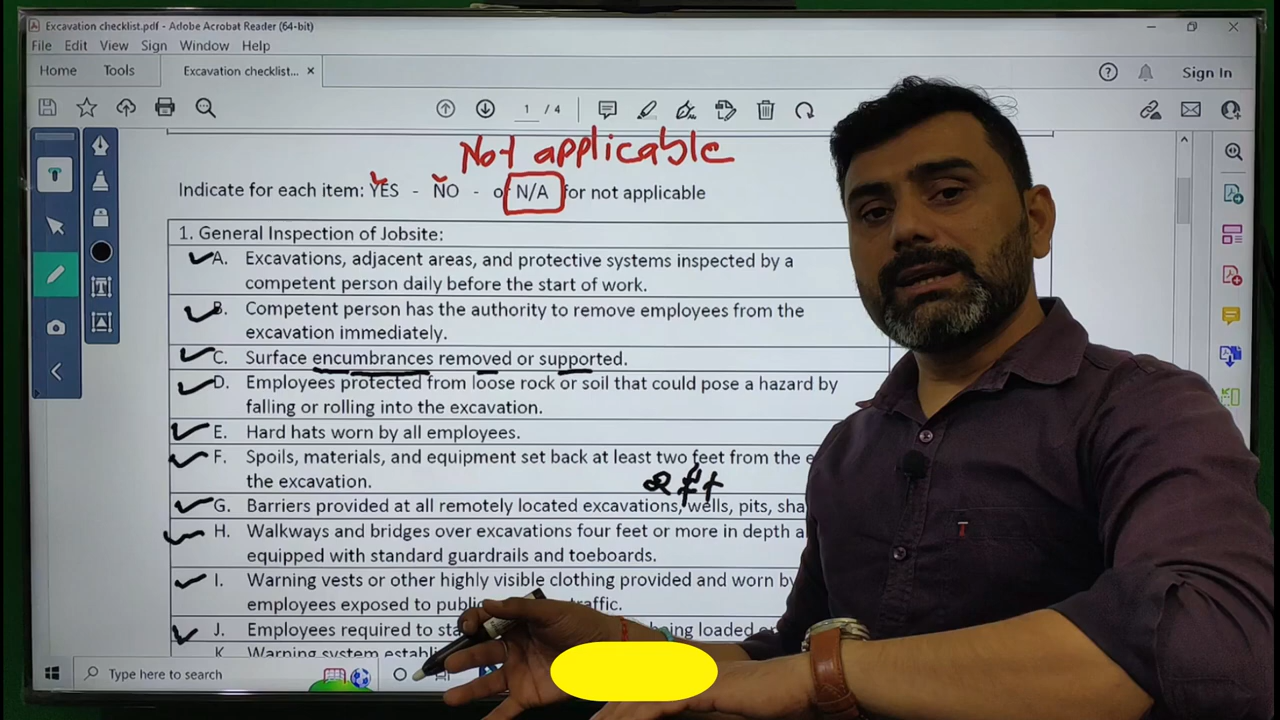 Excavation checklist.pdf - Adobe Acrobat Reader (64-bit)
File Edit View Sign Window Help
Home Tools Excavation checklist... × Sign In
1 / 4
Not applicable
Indicate for each item: YES - NO - or N/A for not applicable
1. General Inspection of Jobsite:
A. Excavations, adjacent areas, and protective systems inspected by a
competent person daily before the start of work.
B. Competent person has the authority to remove employees from the
excavation immediately.
C. Surface encumbrances removed or supported.
D. Employees protected from loose rock or soil that could pose a hazard by
falling or rolling into the excavation.
E. Hard hats worn by all employees.
F. Spoils, materials, and equipment set back at least two feet from the
the excavation.
2 ft
G. Barriers provided at all remotely located excavations, wells, pits,
H. Walkways and bridges over excavations four feet or more in depth
equipped with standard guardrails and toeboards.
I. Warning vests or other highly visible clothing provided and worn by
employees exposed to traffic.
J. Employees required to being loaded
K. Warning system
Type here to search